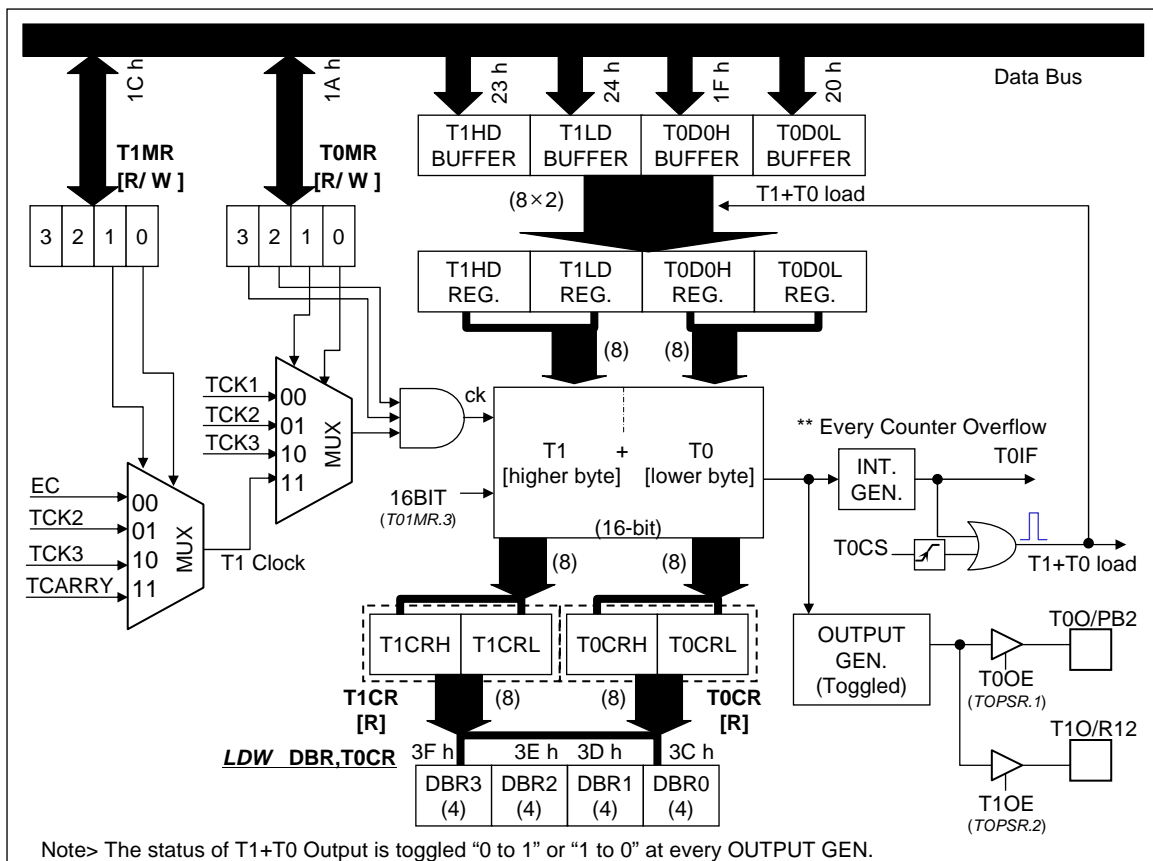 Data Bus
1C h
1A h
23 h
24 h
1F h
20 h
T1MR
[R/ W ]
T0MR
[R/ W ]
T1HD
BUFFER
T1LD
BUFFER
T0D0H
BUFFER
T0D0L
BUFFER
(8×2)
T1+T0 load
3 2 1 0
3 2 1 0
T1HD
REG.
T1LD
REG.
T0D0H
REG.
T0D0L
REG.
(8)
(8)
TCK1
TCK2
TCK3
00
01
10
11
MUX
ck
EC
TCK2
TCK3
TCARRY
00
01
10
11
MUX
T1 Clock
T1 + T0
[higher byte] [lower byte]
(16-bit)
16BIT
(T01MR.3)
** Every Counter Overflow
INT.
GEN.
T0IF
T0CS
T1+T0 load
(8)
(8)
T1CRH
T1CRL
T0CRH
T0CRL
OUTPUT
GEN.
(Toggled)
T0O/PB2
T0OE
(TOPSR.1)
T1O/R12
T1OE
(TOPSR.2)
T1CR
[R]
(8)
(8)
T0CR
[R]
LDW DBR,T0CR
3F h
3E h
3D h
3C h
DBR3
(4)
DBR2
(4)
DBR1
(4)
DBR0
(4)
Note> The status of T1+T0 Output is toggled “0 to 1” or “1 to 0” at every OUTPUT GEN.